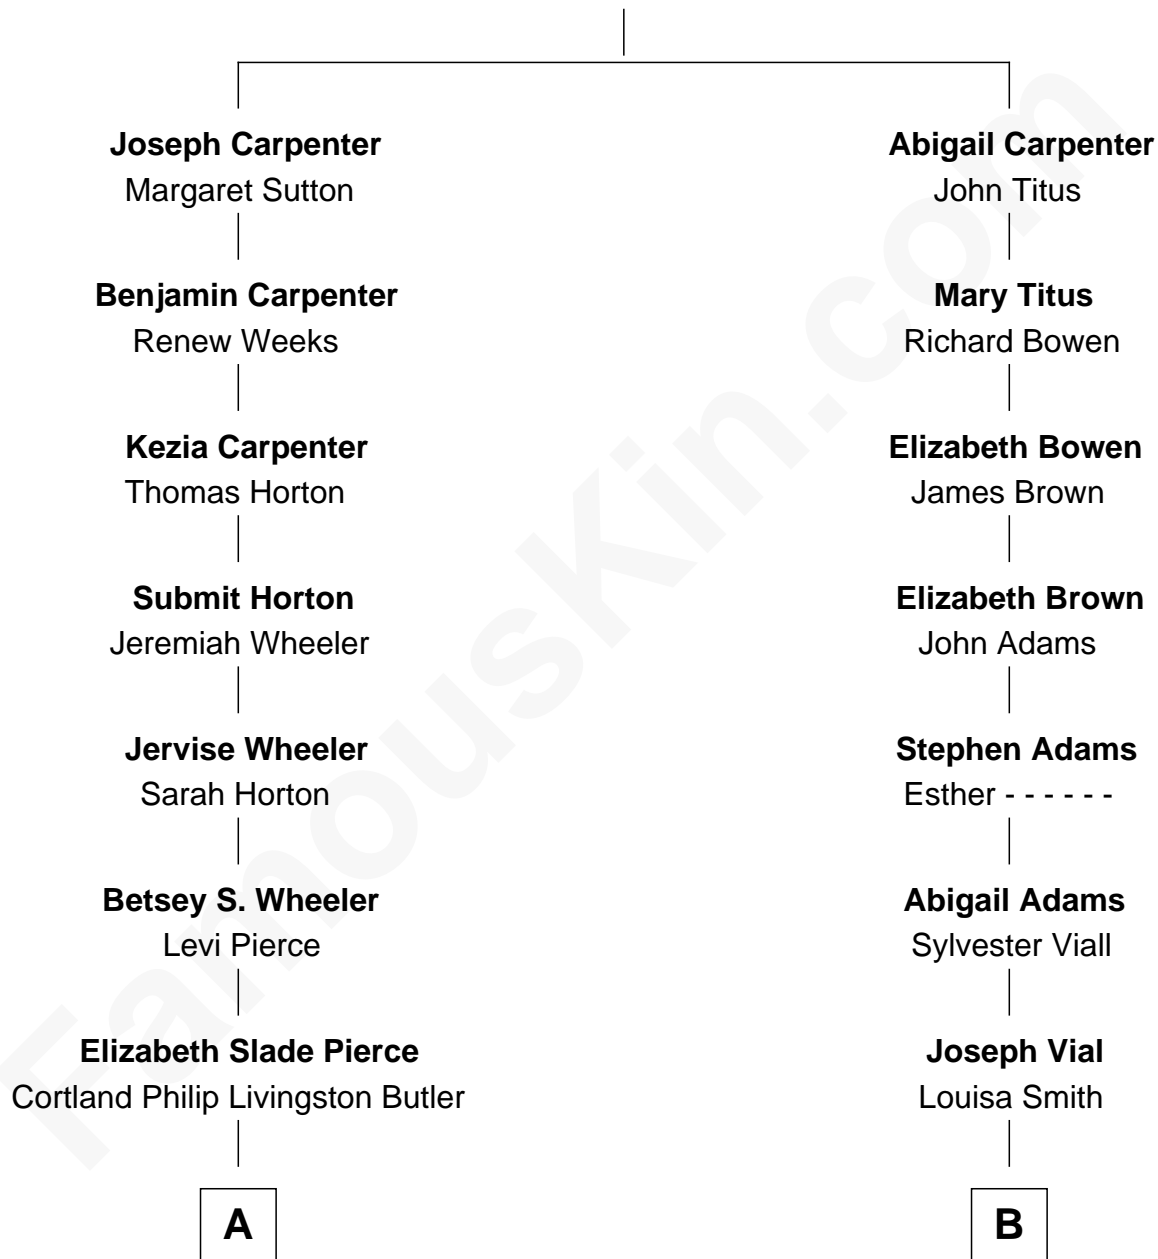 Joseph Carpenter
Margaret Sutton
Abigail Carpenter
John Titus
Benjamin Carpenter
Renew Weeks
Mary Titus
Richard Bowen
Kezia Carpenter
Thomas Horton
Elizabeth Bowen
James Brown
Submit Horton
Jeremiah Wheeler
Elizabeth Brown
John Adams
Jervise Wheeler
Sarah Horton
Stephen Adams
Esther - - - - - -
Betsey S. Wheeler
Levi Pierce
Abigail Adams
Sylvester Viall
Elizabeth Slade Pierce
Cortland Philip Livingston Butler
Joseph Vial
Louisa Smith
A
B
FamousKin.com